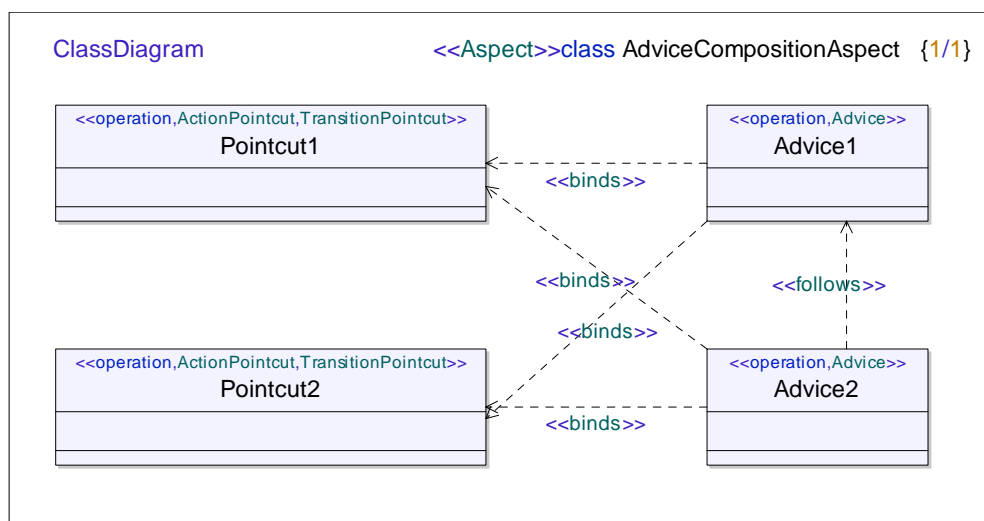 ClassDiagram
<<Aspect>>class AdviceCompositionAspect {1/1}
<<operation,ActionPointcut,TransitionPointcut>>
Pointcut1
<<operation,Advice>>
Advice1
<<binds>>
<<binds>>
<<follows>>
<<binds>>
<<operation,ActionPointcut,TransitionPointcut>>
Pointcut2
<<operation,Advice>>
Advice2
<<binds>>